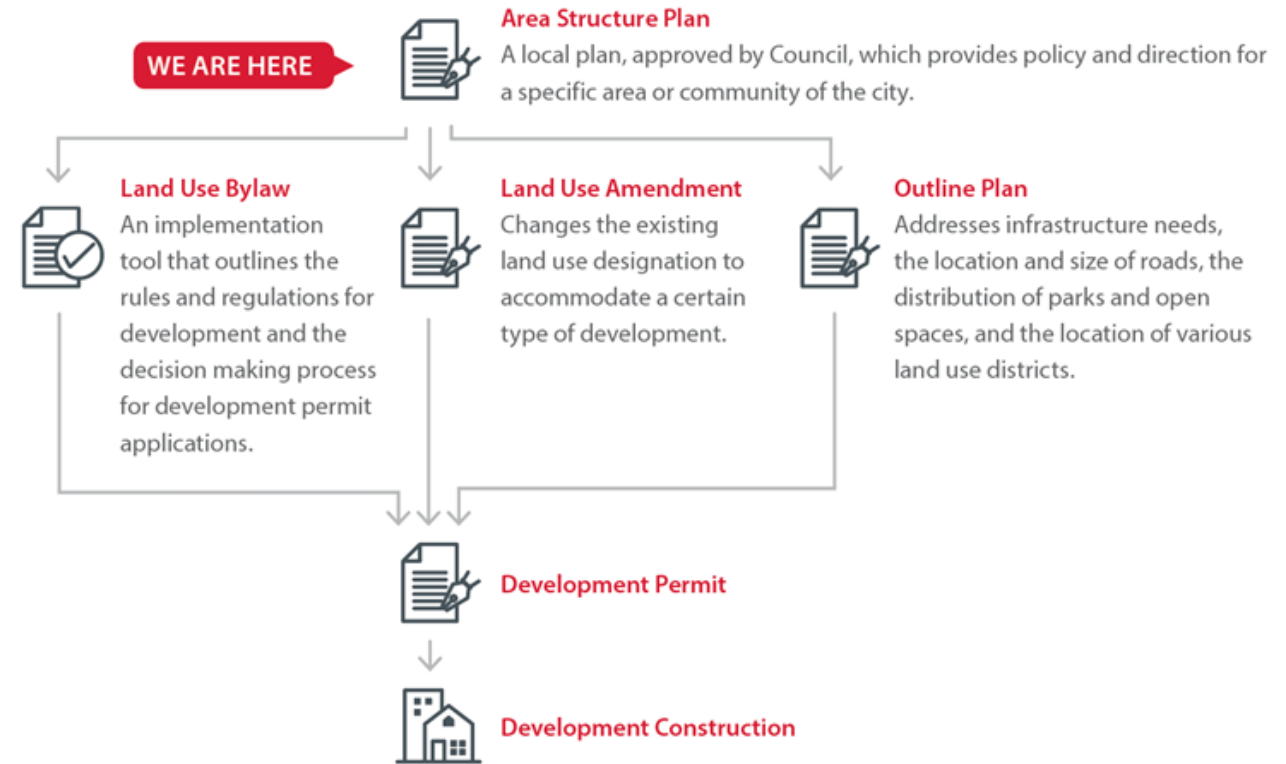 Area Structure Plan
WE ARE HERE
A local plan, approved by Council, which provides policy and direction for
a specific area or community of the city.
Land Use Bylaw
An implementation
tool that outlines the
rules and regulations for
development and the
decision making process
for development permit
applications.
Land Use Amendment
Changes the existing
land use designation to
accommodate a certain
type of development.
Outline Plan
Addresses infrastructure needs,
the location and size of roads, the
distribution of parks and open
spaces, and the location of various
land use districts.
Development Permit
Development Construction